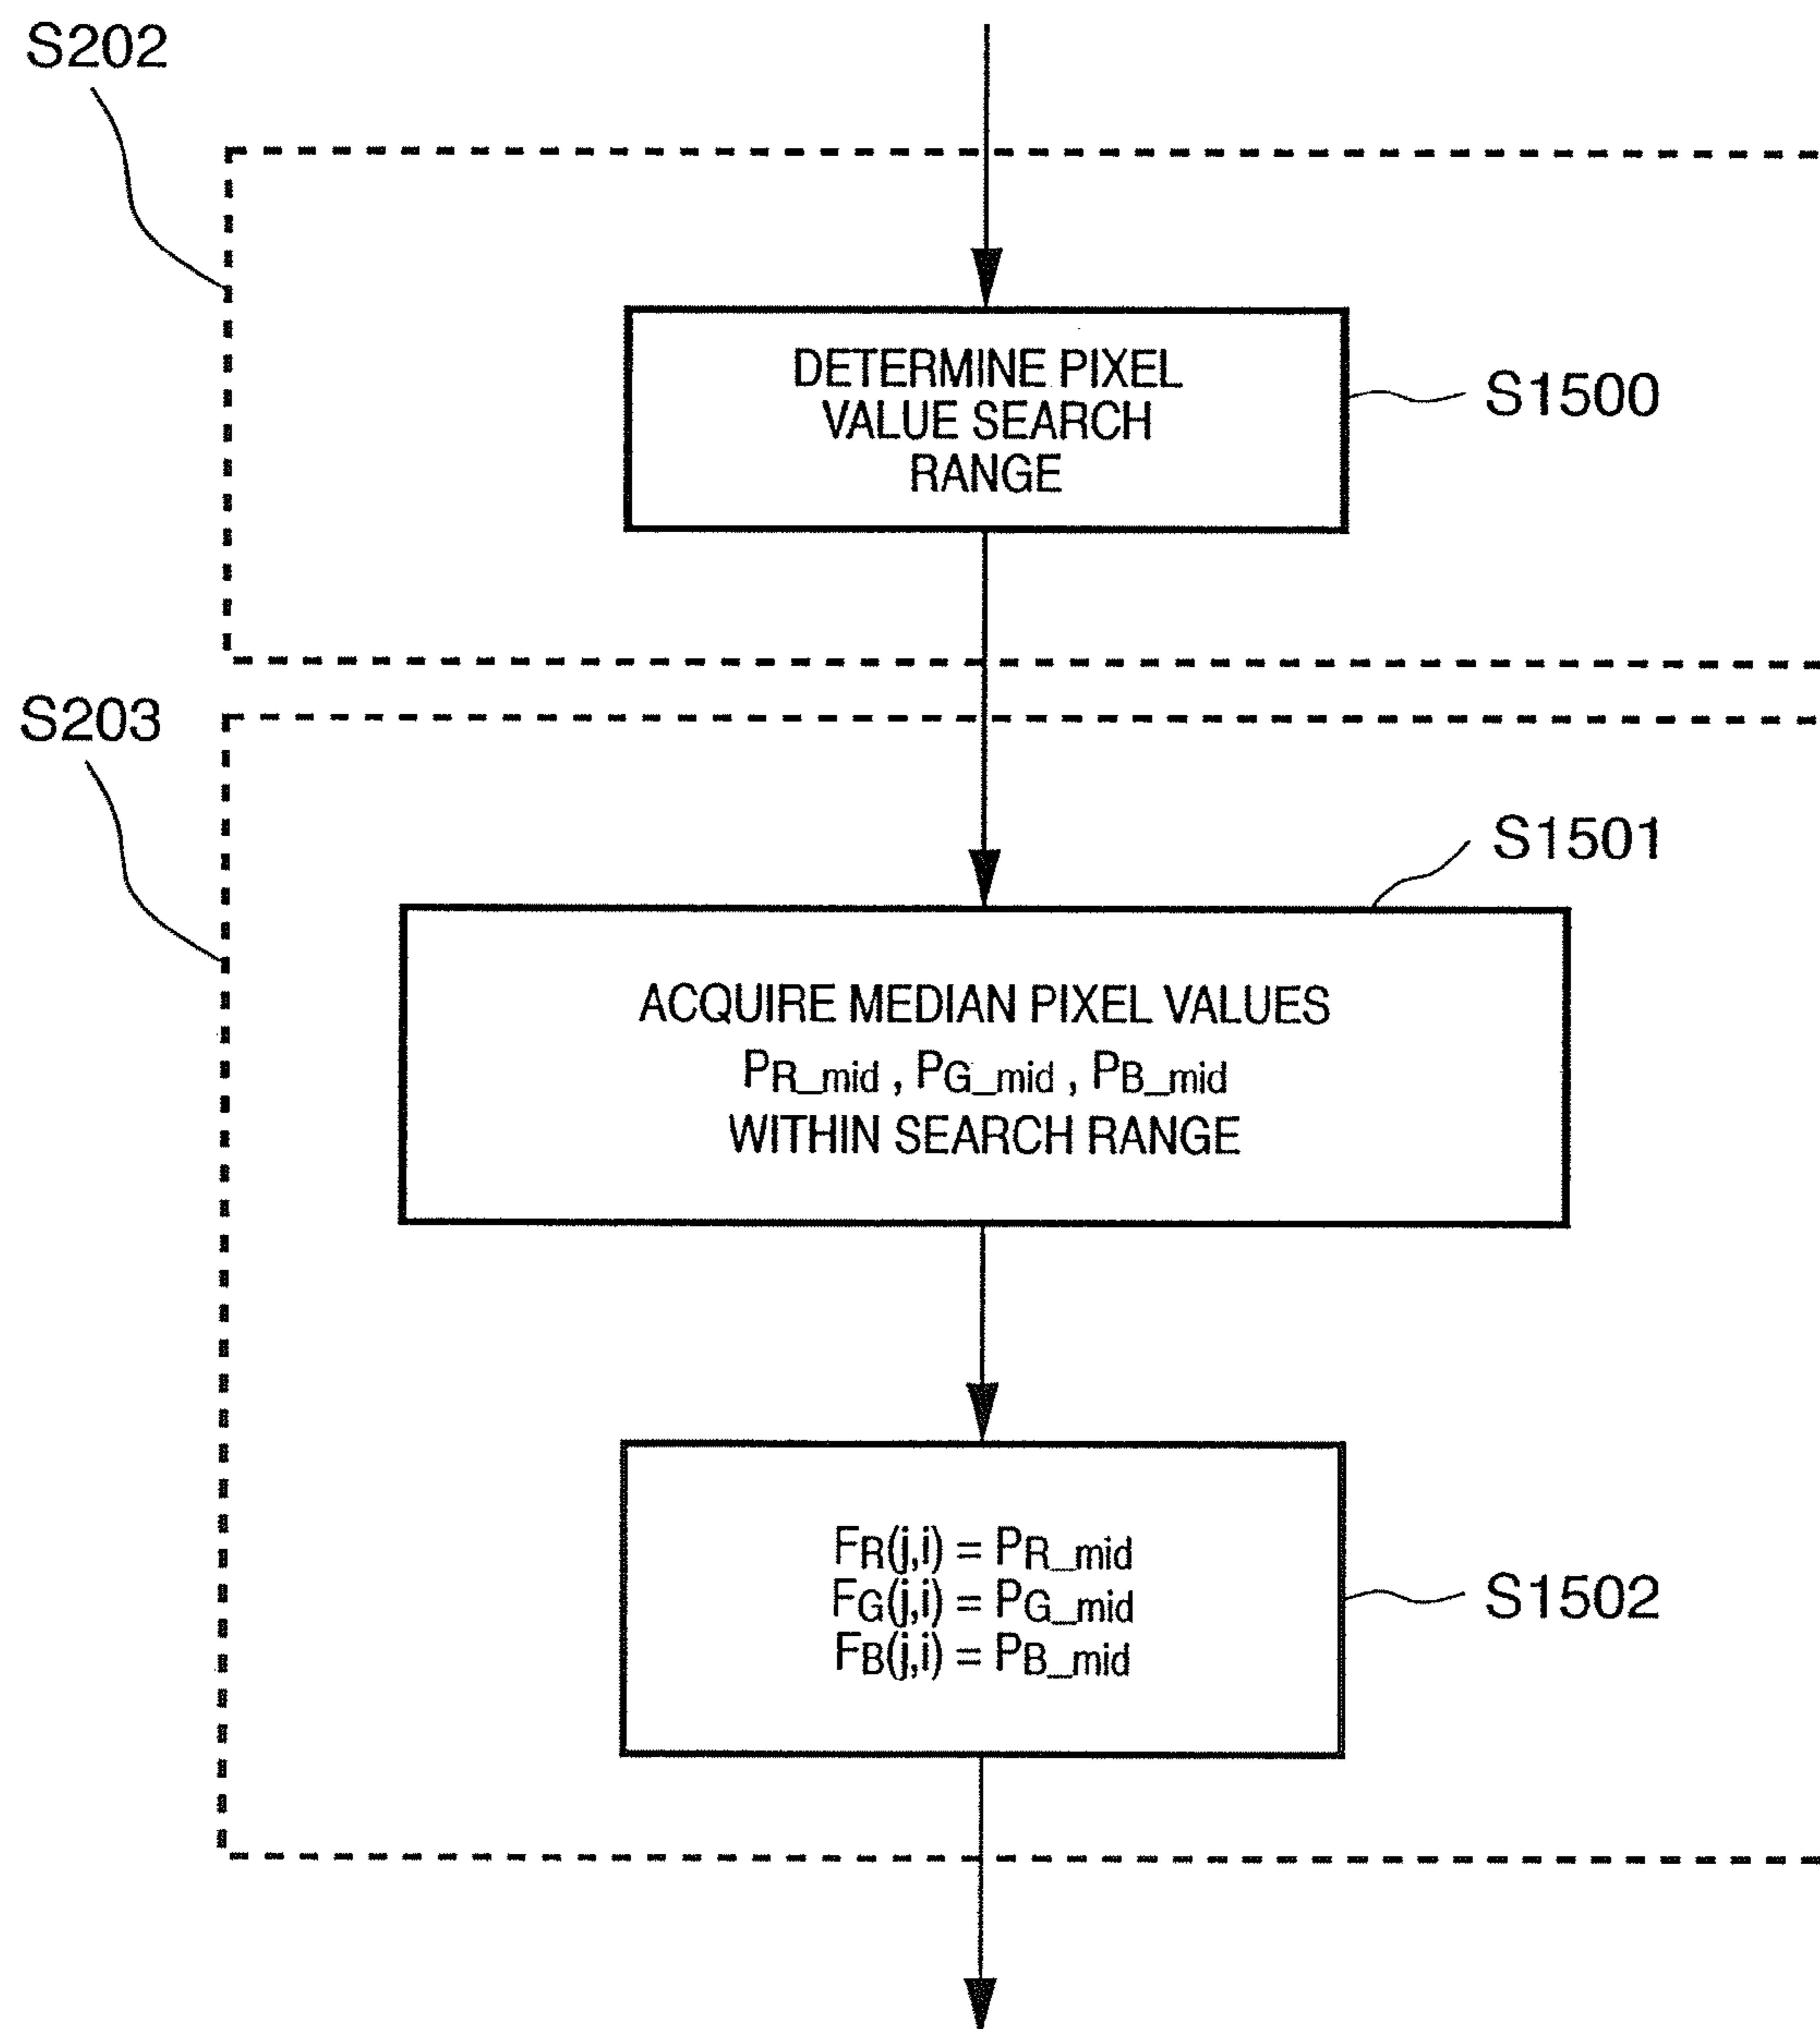 S202
DETERMINE PIXEL
VALUE SEARCH
RANGE
S1500
S203
S1501
ACQUIRE MEDIAN PIXEL VALUES
PR_mid , PG_mid , PB_mid
WITHIN SEARCH RANGE
FR(j,i) = PR_mid
FG(j,i) = PG_mid
FB(j,i) = PB_mid
S1502